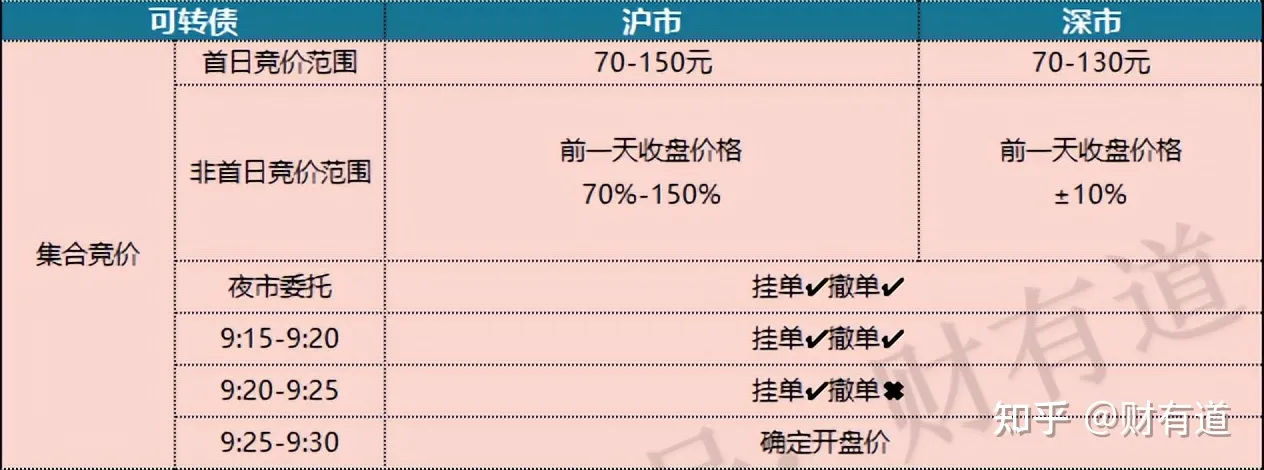 可转债 沪市 深市
首日竞价范围 70-150元 70-130元
非首日竞价范围 前一天收盘价格 前一天收盘价格
70%-150% ±10%
集合竞价
夜市委托 挂单✔撤单✔
9:15-9:20 挂单✔撤单✔
9:20-9:25 挂单✔撤单✖
9:25-9:30 确定开盘价
财有道
知乎 @财有道